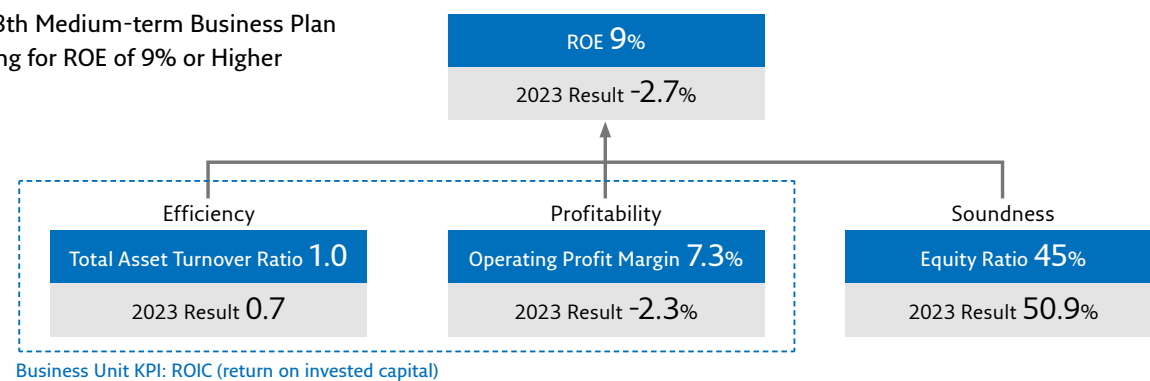 Medium-term Business Plan
for ROE of 9% or Higher
ROE 9%
2023 Result -2.7%
Efficiency
Total Asset Turnover Ratio 1.0
2023 Result 0.7
Profitability
Operating Profit Margin 7.3%
2023 Result -2.3%
Soundness
Equity Ratio 45%
2023 Result 50.9%
Business Unit KPI: ROIC (return on invested capital)